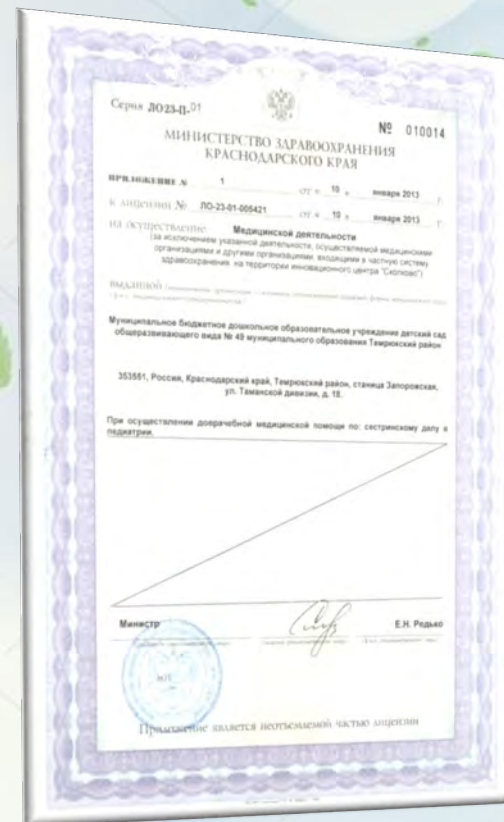 Серия ЛО23-П-01
№ 010014
МИНИСТЕРСТВО ЗДРАВООХРАНЕНИЯ
КРАСНОДАРСКОГО КРАЯ
ПРИЛОЖЕНИЕ № 1 ОТ « 10 » января 2013 г.
к лицензии № ЛО-23-01-005421 ОТ « 10 » января 2013 г.
на осуществление Медицинской деятельности
(за исключением указанной деятельности, осуществляемой медицинскими
организациями и другими организациями, входящими в частную систему
здравоохранения, на территории инновационного центра "Сколково")
выданной
Муниципальное бюджетное дошкольное образовательное учреждение детский сад
общеразвивающего вида № 49 муниципального образования Темрюкский район
353551, Россия, Краснодарский край, Темрюкский район, станица Запорожская,
ул. Таманской дивизии, д. 18.
При осуществлении доврачебной медицинской помощи по: сестринскому делу в
педиатрии.
Министр Е.Н. Редько
Приложение является неотъемлемой частью лицензии